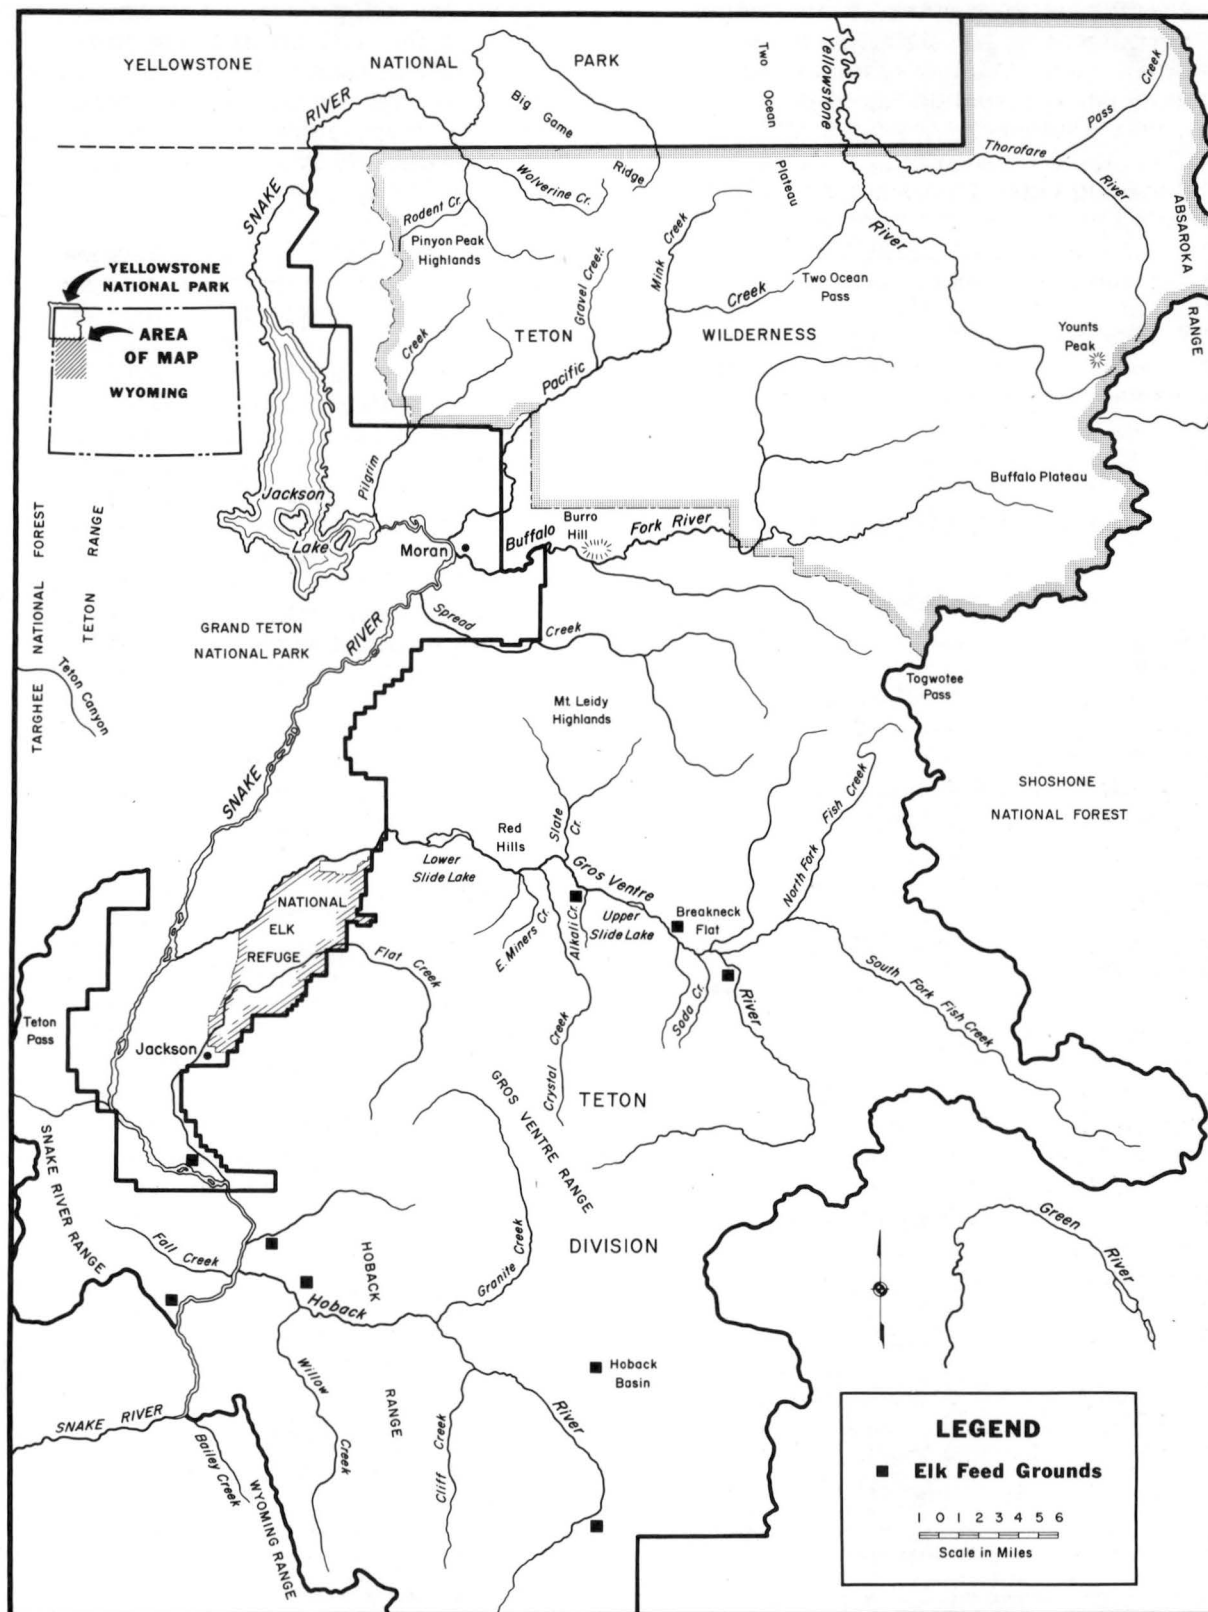 YELLOWSTONE NATIONAL PARK
Two Ocean Plateau
Yellowstone River
Pass Creek
Thorofare River
ABSAROKA RANGE
SNAKE RIVER
Big Game Ridge
Wolverine Cr.
Rodent Cr.
Pinyon Peak
Highlands
Gravel Creek
Mink Creek
Two Ocean
Pass
Pacific Creek
TETON WILDERNESS
Younts
Peak
YELLOWSTONE
NATIONAL PARK
AREA
OF MAP
WYOMING
Pilgrim Creek
Jackson
Lake
Moran
Buffalo Fork River
Burro
Hill
Buffalo Plateau
TARGHEE NATIONAL FOREST
TETON RANGE
Teton Canyon
GRAND TETON
NATIONAL PARK
SNAKE RIVER
Spread Creek
Togwotee
Pass
Mt. Leidy
Highlands
SHOSHONE
NATIONAL FOREST
Slate Cr.
Red
Hills
Lower
Slide Lake
Gros Ventre River
North Fork Fish Creek
NATIONAL
ELK
REFUGE
Flat Creek
E. Miners Cr.
Alkali Cr.
Upper
Slide Lake
Breakneck
Flat
Soda Cr.
South Fork Fish Creek
Crystal Creek
Teton
Pass
Jackson
GROS VENTRE RANGE
TETON
DIVISION
SNAKE RIVER RANGE
Fall Creek
HOBACK RANGE
Granite Creek
Hoback River
Green River
Hoback
Basin
Willow Creek
Cliff Creek
SNAKE RIVER
Bailey Creek
WYOMING RANGE
LEGEND
Elk Feed Grounds
1 0 1 2 3 4 5 6
Scale in Miles